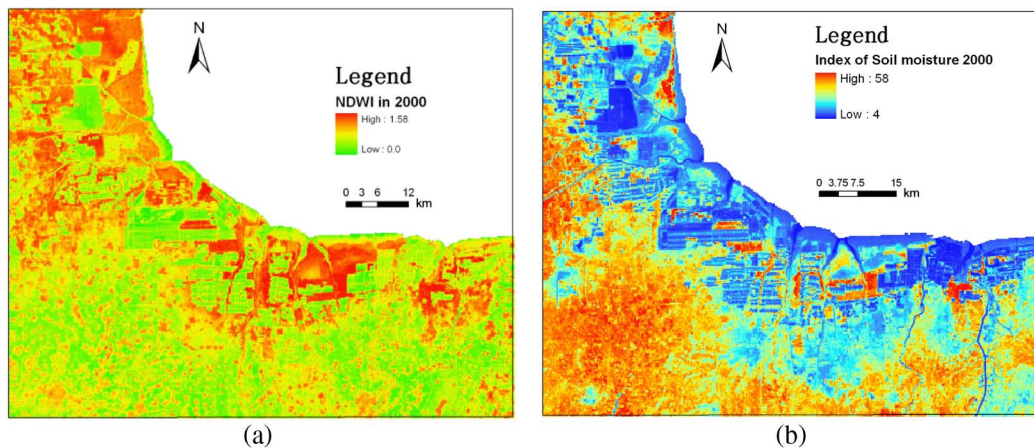 N
Legend
NDWI in 2000
High : 1.58
Low : 0.0
0 3 6 12
km
(a)
N
Legend
Index of Soil moisture 2000
High : 58
Low : 4
0 3.75 7.5 15
km
(b)